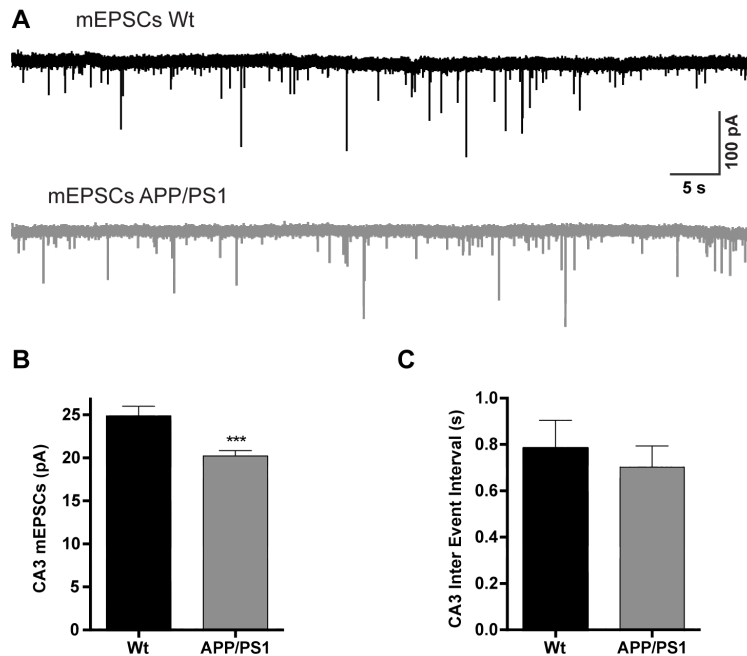 A
mEPSCs Wt
100 pA
5 s
mEPSCs APP/PS1
B
CA3 mEPSCs (pA)
25
20
15
10
5
0
***
Wt
APP/PS1
C
CA3 Inter Event Interval (s)
1.0
0.8
0.6
0.4
0.2
0.0
Wt
APP/PS1